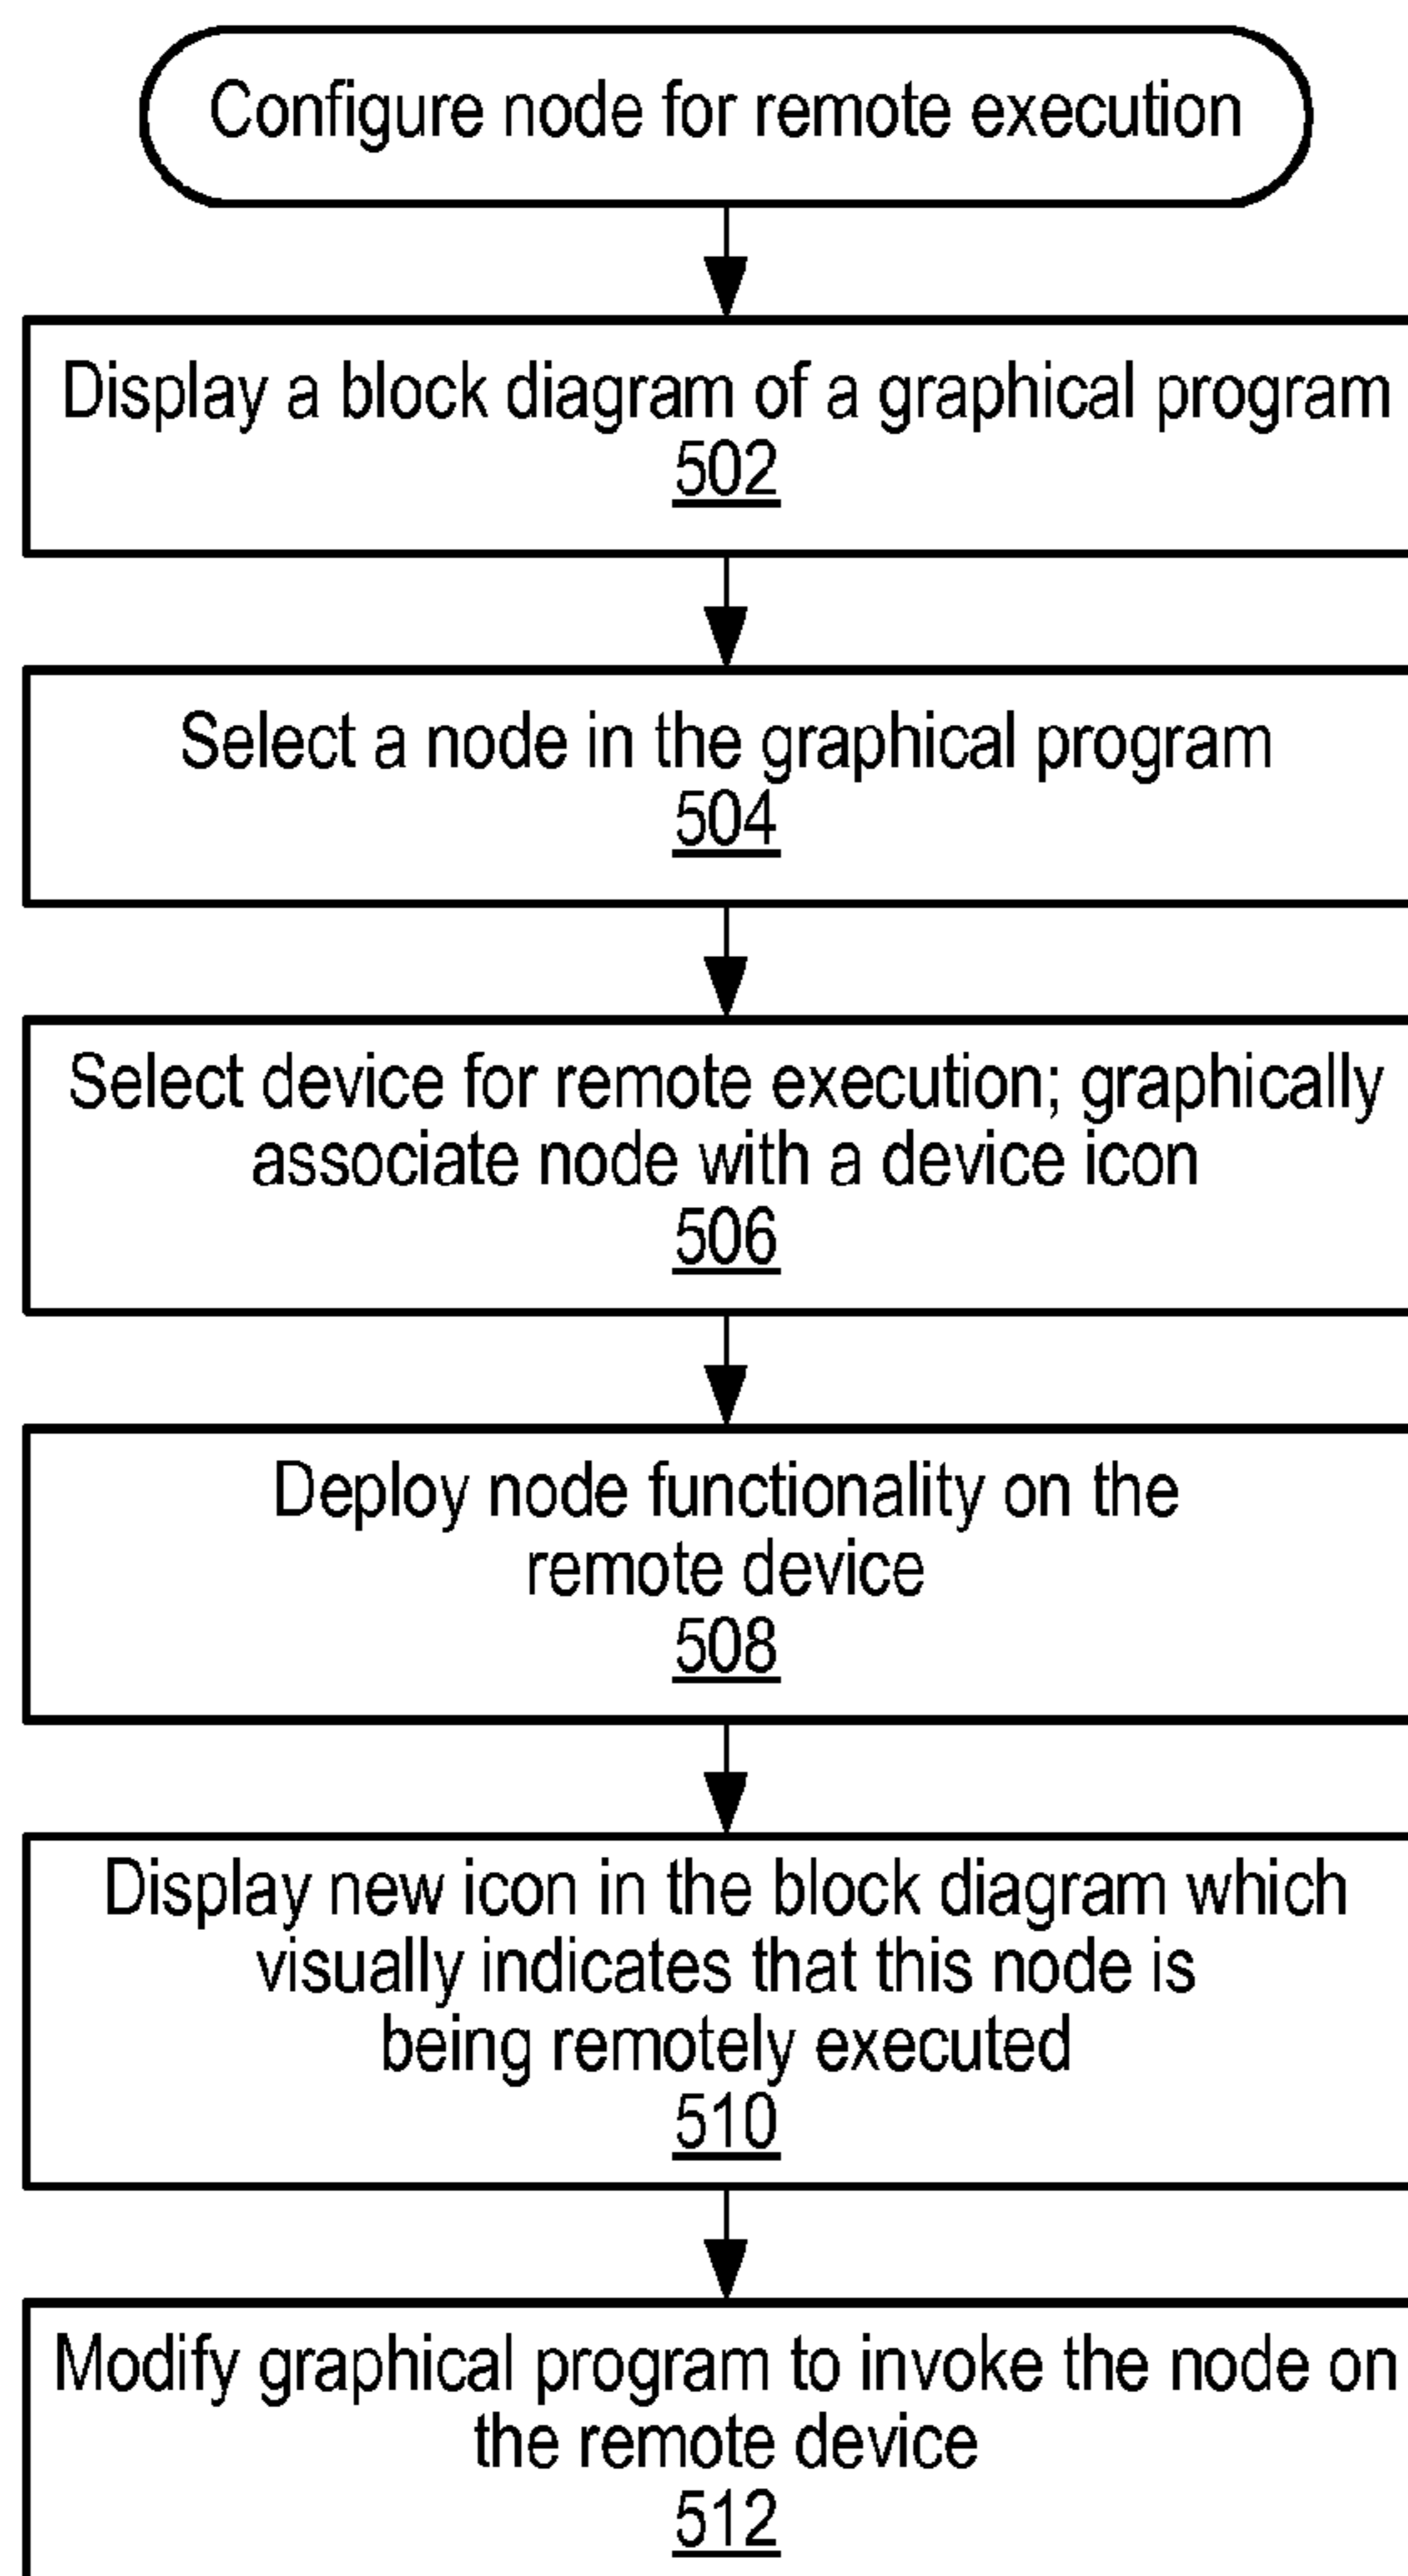 Configure node for remote execution
Display a block diagram of a graphical program
502
Select a node in the graphical program
504
Select device for remote execution; graphically
associate node with a device icon
506
Deploy node functionality on the
remote device
508
Display new icon in the block diagram which
visually indicates that this node is
being remotely executed
510
Modify graphical program to invoke the node on
the remote device
512